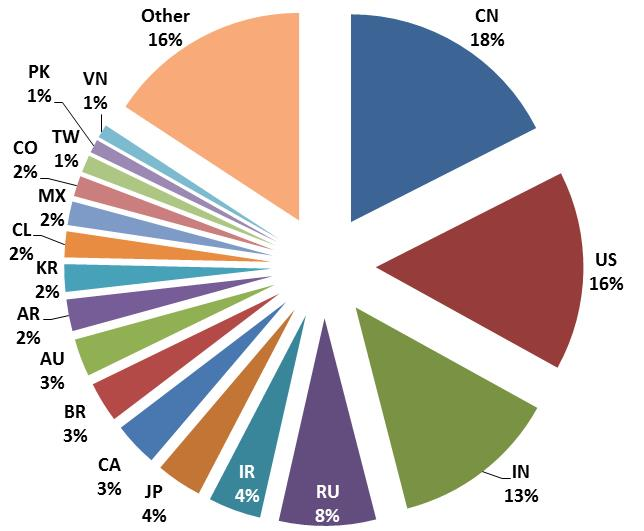 CN
18%
US
16%
IN
13%
RU
8%
IR
4%
JP
4%
CA
3%
BR
3%
AU
3%
AR
2%
KR
2%
CL
2%
MX
2%
CO
2%
TW
1%
PK
1%
VN
1%
Other
16%